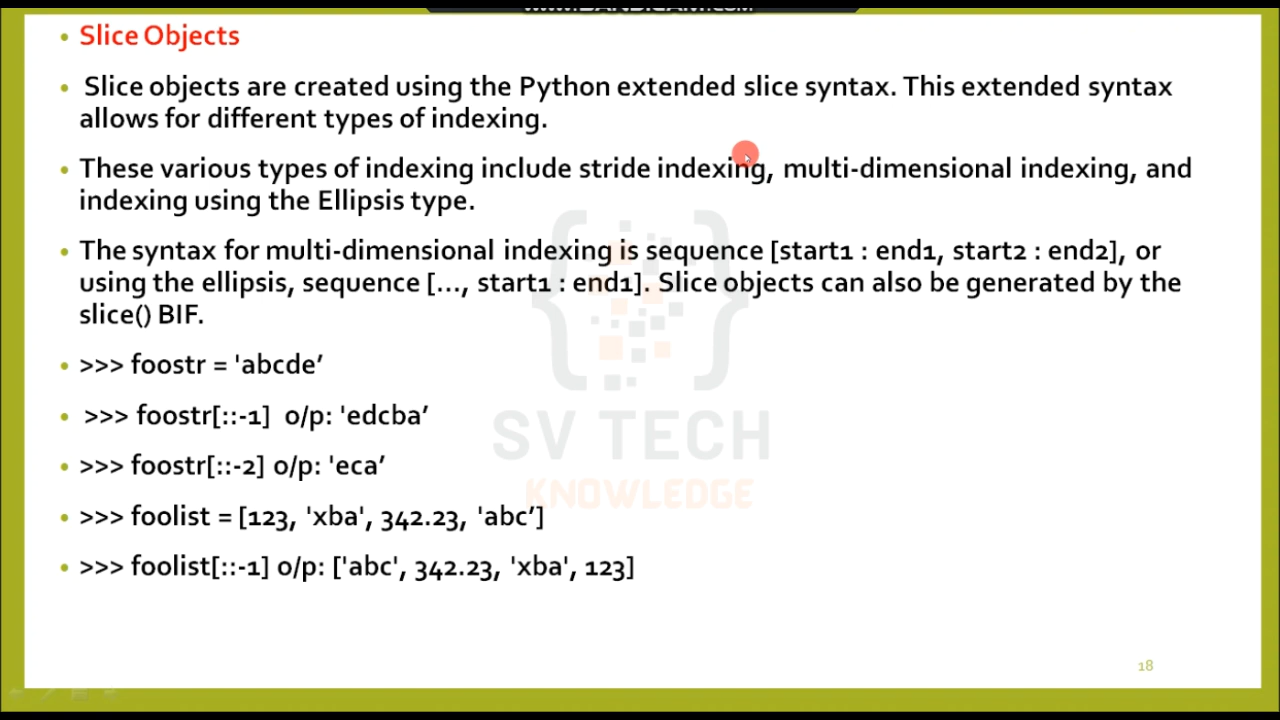 www.BANDICAM.com
• Slice Objects
• Slice objects are created using the Python extended slice syntax. This extended syntax
allows for different types of indexing.
• These various types of indexing include stride indexing, multi-dimensional indexing, and
indexing using the Ellipsis type.
• The syntax for multi-dimensional indexing is sequence [start1 : end1, start2 : end2], or
using the ellipsis, sequence [..., start1 : end1]. Slice objects can also be generated by the
slice() BIF.
• >>> foostr = 'abcde’
• >>> foostr[::-1] o/p: 'edcba’
• >>> foostr[::-2] o/p: 'eca’
• >>> foolist = [123, 'xba', 342.23, 'abc’]
• >>> foolist[::-1] o/p: ['abc', 342.23, 'xba', 123]
SV TECH
KNOWLEDGE
18